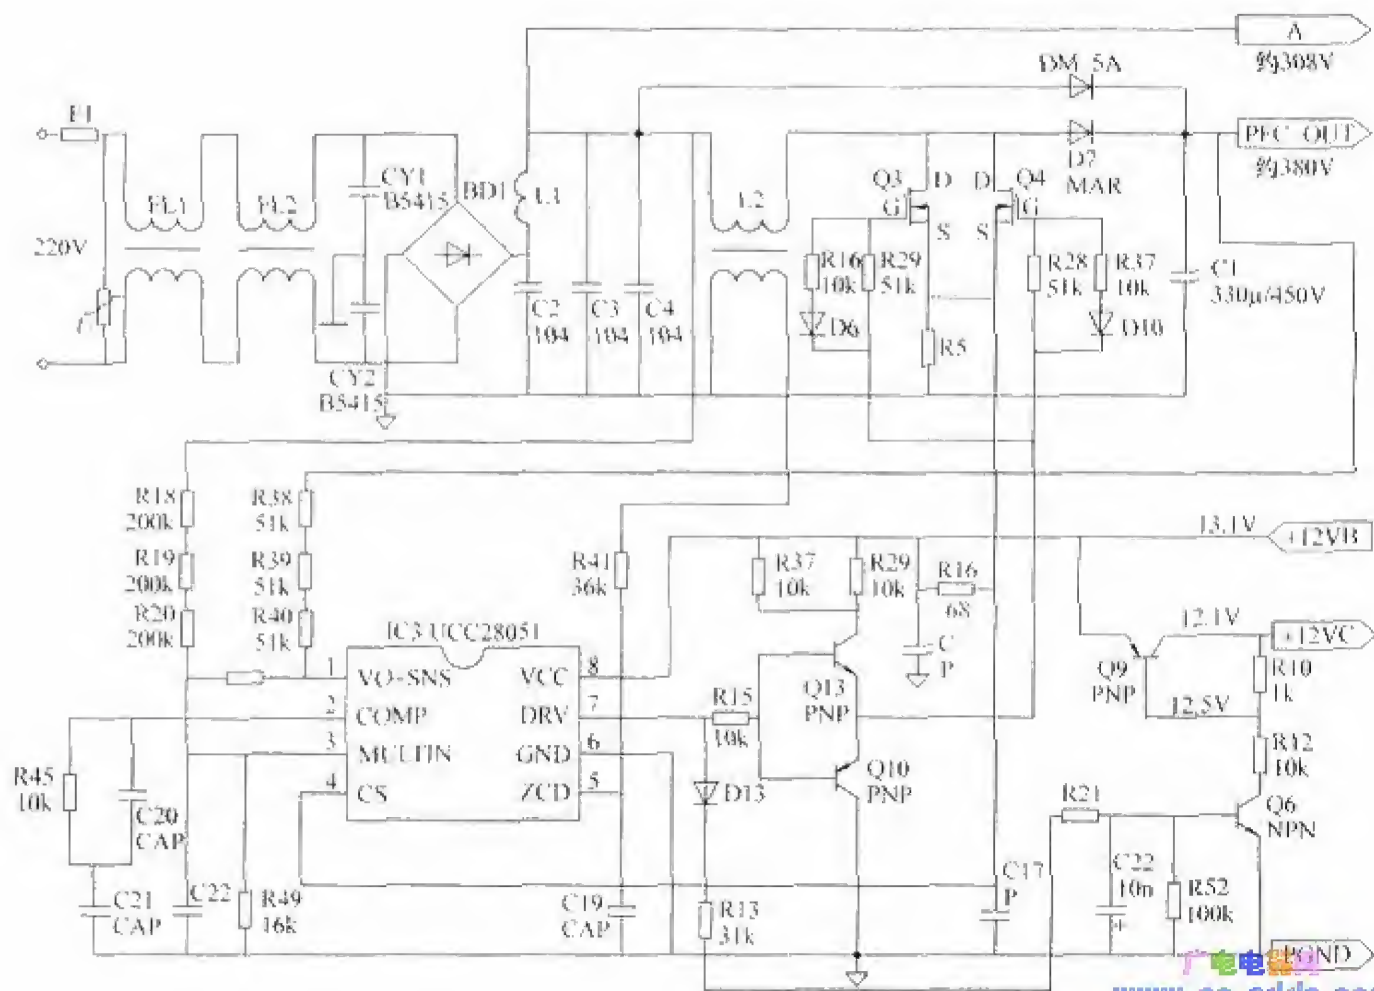 A
约308V
DM 5A
F1
PFC OUT
约380V
D7
MAR
CY1
B5415
BD1
L1
L2
Q3
D
D
Q4
G
G
S
S
FL1
FL2
220V
R16
10k
R29
51k
R28
51k
R37
10k
C1
330μ/450V
C2
104
C3
104
C4
104
D6
D10
R5
CY2
B5415
R18
200k
R38
51k
R19
200k
R39
51k
R20
200k
R40
51k
R41
36k
R37
10k
R29
10k
R16
68
13.1V
+12VB
12.1V
+12VC
IC3 UCC28051
1
VO-SNS
VCC
8
2
COMP
DRV
7
3
MULTIN
GND
6
4
CS
ZCD
5
C
P
Q9
PNP
R10
1k
12.5V
R15
10k
Q13
PNP
R12
10k
R45
10k
C20
CAP
D13
Q10
PNP
R21
Q6
NPN
C21
CAP
C22
R49
16k
C19
CAP
R13
31k
C17
P
C22
10n
+
R52
100k
PGND